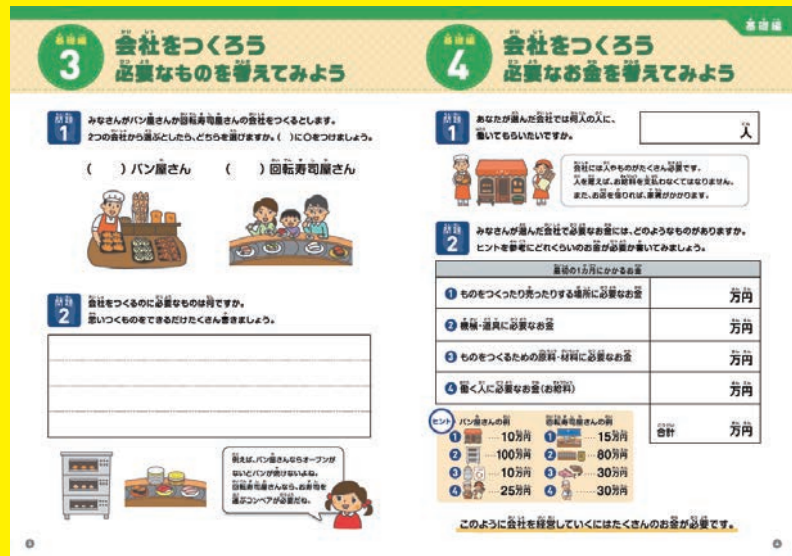 基礎編
3
会社をつくろう
必要なものを考えてみよう
問題
1
みなさんがパン屋さんか回転寿司屋さんの会社をつくるとします。
2つの会社から選ぶとしたら、どちらを選びますか。( )に○をつけましょう。
( )パン屋さん ( )回転寿司屋さん
問題
2
会社をつくるのに必要なものは何ですか。
思いつくものをできるだけたくさん書きましょう。
例えば、パン屋さんならオーブンが
ないとパンが焼けないよね。
回転寿司屋さんなら、お寿司を
運ぶコンベアが必要だね。
3
基礎編
基礎編
4
会社をつくろう
必要なお金を考えてみよう
問題
1
あなたが選んだ会社では何人の人に、
働いてもらいたいですか。
人
会社には人やものがたくさん必要です。
人を雇えば、お給料を支払わなくてはなりません。
また、お店を借りれば、家賃がかかります。
問題
2
みなさんが選んだ会社で必要なお金には、どのようなものがありますか。
ヒントを参考にどれくらいのお金が必要か書いてみましょう。
最初の1カ月にかかるお金
1 ものをつくったり売ったりする場所に必要なお金 万円
2 機械・道具に必要なお金 万円
3 ものをつくるための原料・材料に必要なお金 万円
4 働く人に必要なお金(お給料) 万円
合計 万円
ヒント
パン屋さんの例
1 ……10万円
2 ……100万円
3 ……10万円
4 ……25万円
回転寿司屋さんの例
1 ……15万円
2 ……80万円
3 ……30万円
4 ……30万円
このように会社を経営していくにはたくさんのお金が必要です。
4